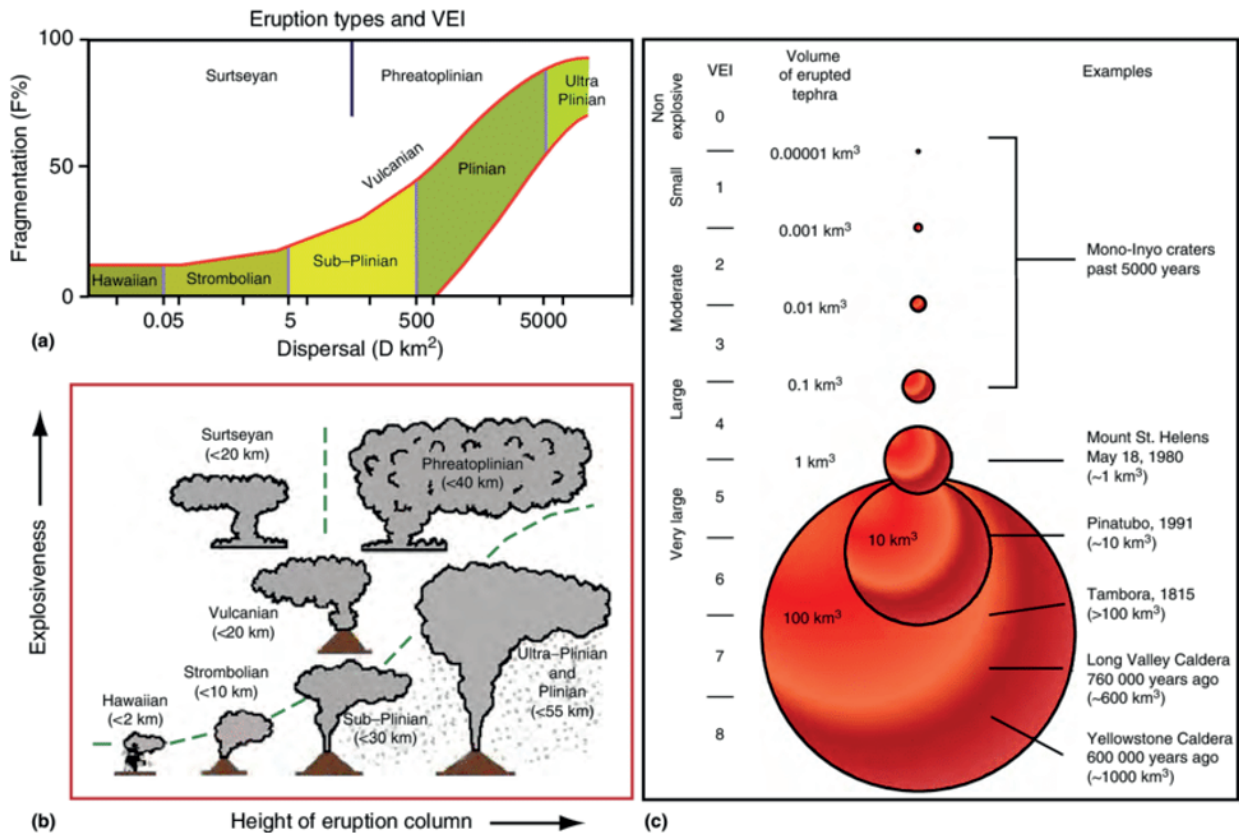 Eruption types and VEI
100
50
0
Fragmentation (F%)
Surtseyan
Phreatoplinian
Ultra
Plinian
Vulcanian
Plinian
Sub–Plinian
Hawaiian
Strombolian
0.05
5
500
5000
Dispersal (D km²)
(a)
Explosiveness
Surtseyan
(<20 km)
Phreatoplinian
(<40 km)
Vulcanian
(<20 km)
Strombolian
(<10 km)
Hawaiian
(<2 km)
Sub–Plinian
(<30 km)
Ultra–Plinian
and
Plinian
(<55 km)
(b)
Height of eruption column
VEI
Volume
of erupted
tephra
Examples
Non
explosive
Small
Moderate
Large
Very large
0
1
2
3
4
5
6
7
8
0.00001 km³
0.001 km³
0.01 km³
0.1 km³
1 km³
10 km³
100 km³
Mono-Inyo craters
past 5000 years
Mount St. Helens
May 18, 1980
(~1 km³)
Pinatubo, 1991
(~10 km³)
Tambora, 1815
(>100 km³)
Long Valley Caldera
760 000 years ago
(~600 km³)
Yellowstone Caldera
600 000 years ago
(~1000 km³)
(c)